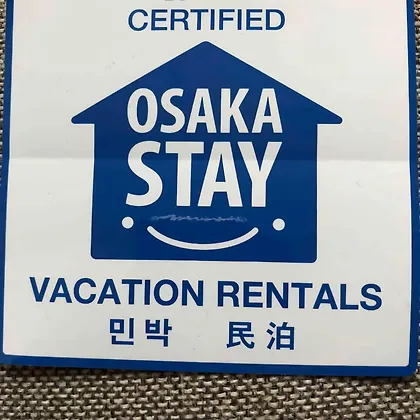 CERTIFIED
OSAKA
STAY
VACATION RENTALS
민박 民泊